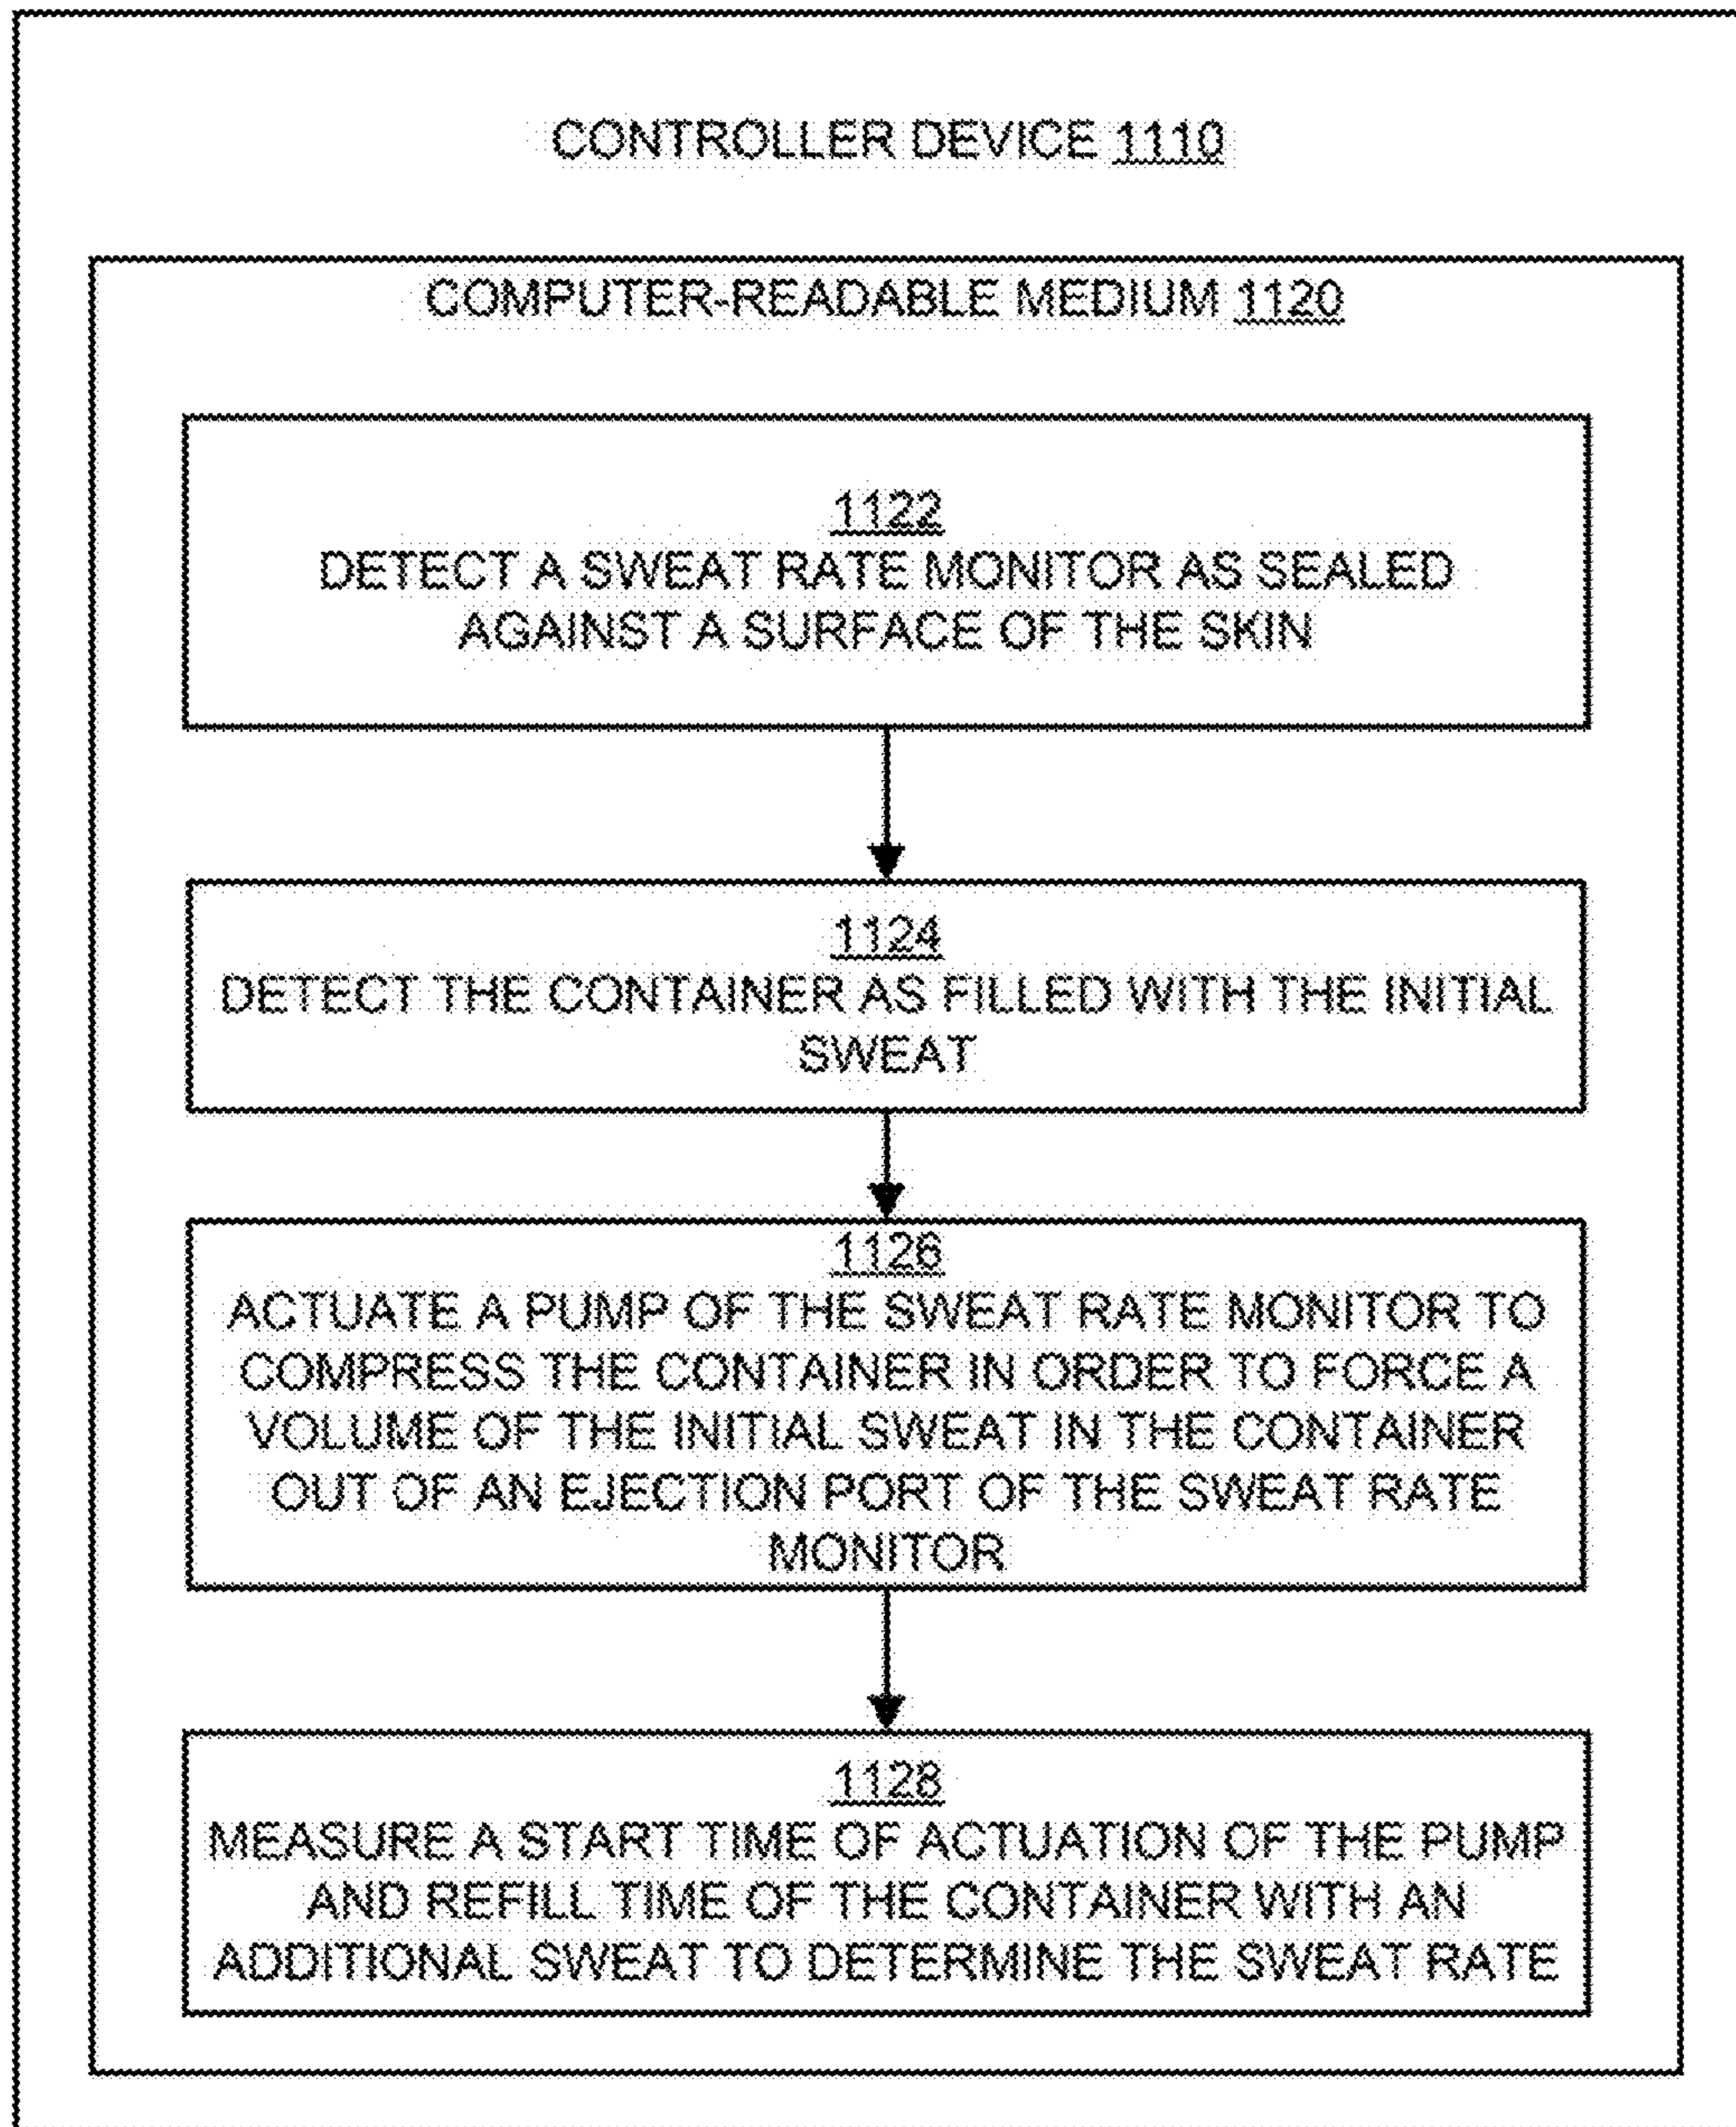 CONTROLLER DEVICE 1110
COMPUTER-READABLE MEDIUM 1120
1122
DETECT A SWEAT RATE MONITOR AS SEALED
AGAINST A SURFACE OF THE SKIN
1124
DETECT THE CONTAINER AS FILLED WITH THE INITIAL
SWEAT
1126
ACTUATE A PUMP OF THE SWEAT RATE MONITOR TO
COMPRESS THE CONTAINER IN ORDER TO FORCE A
VOLUME OF THE INITIAL SWEAT IN THE CONTAINER
OUT OF AN EJECTION PORT OF THE SWEAT RATE
MONITOR
1128
MEASURE A START TIME OF ACTUATION OF THE PUMP
AND REFILL TIME OF THE CONTAINER WITH AN
ADDITIONAL SWEAT TO DETERMINE THE SWEAT RATE